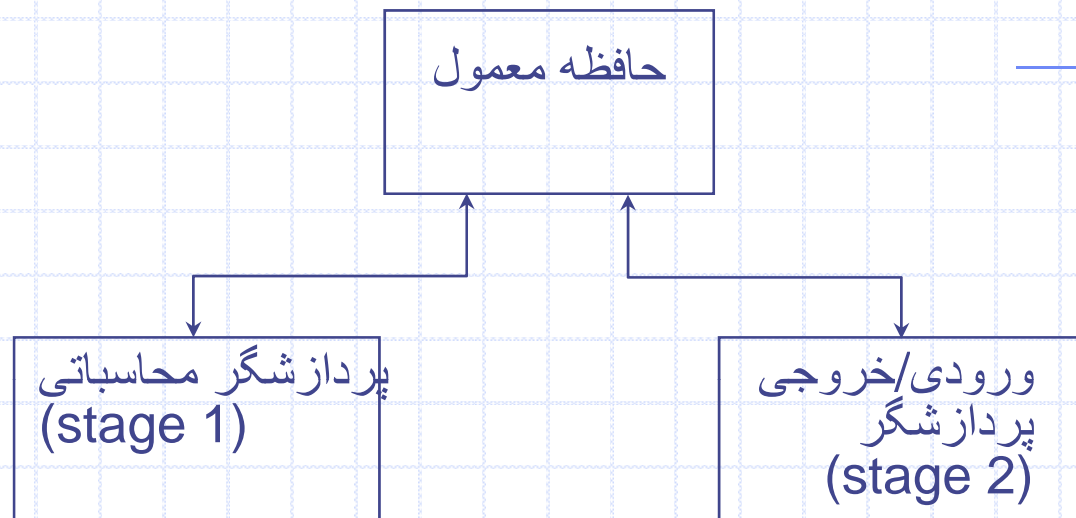 حافظه معمول
پردازشگر محاسباتی
(stage 1)
ورودی/خروجی
پردازشگر
(stage 2)